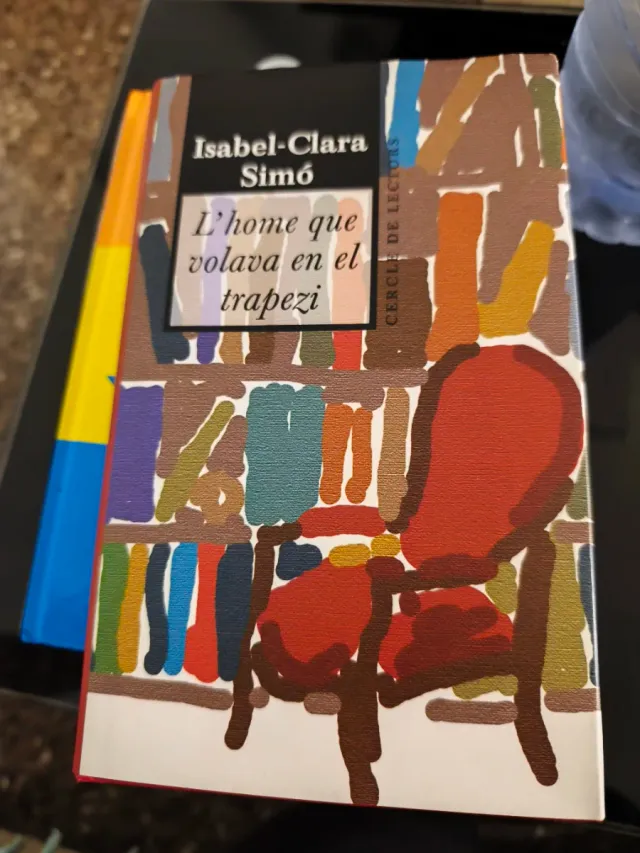 Isabel-Clara
Simó
L'home que
volava en el
trapezi
CERCLE DE LECTORS